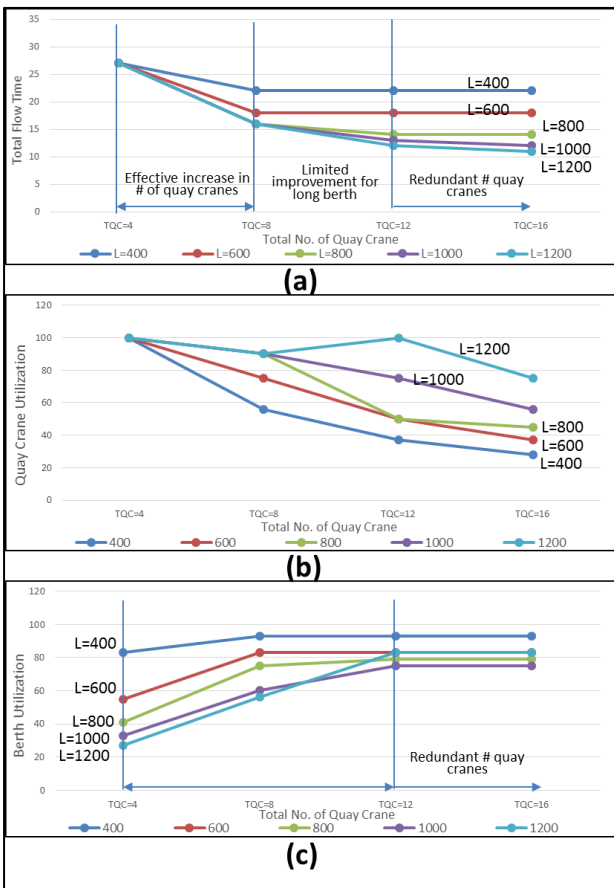 35
30
25
20
15
10
5
0
Total Flow Time
L=400
L=600
L=800
L=1000
L=1200
Effective increase in
# of quay cranes
Limited
improvement for
long berth
Redundant # quay
cranes
TQC=4 TQC=8 TQC=12 TQC=16
Total No. of Quay Crane
L=400 L=600 L=800 L=1000 L=1200
(a)
120
100
80
60
40
20
0
Quay Crane Utilization
L=1200
L=1000
L=800
L=600
L=400
TQC=4 TQC=8 TQC=12 TQC=16
Total No. of Quay Crane
400 600 800 1000 1200
(b)
120
100
80
60
40
20
0
Berth Utilization
L=400
L=600
L=800
L=1000
L=1200
Redundant # quay
cranes
TQC=4 TQC=8 TQC=12 TQC=16
Total No. of Quay Crane
400 600 800 1000 1200
(c)